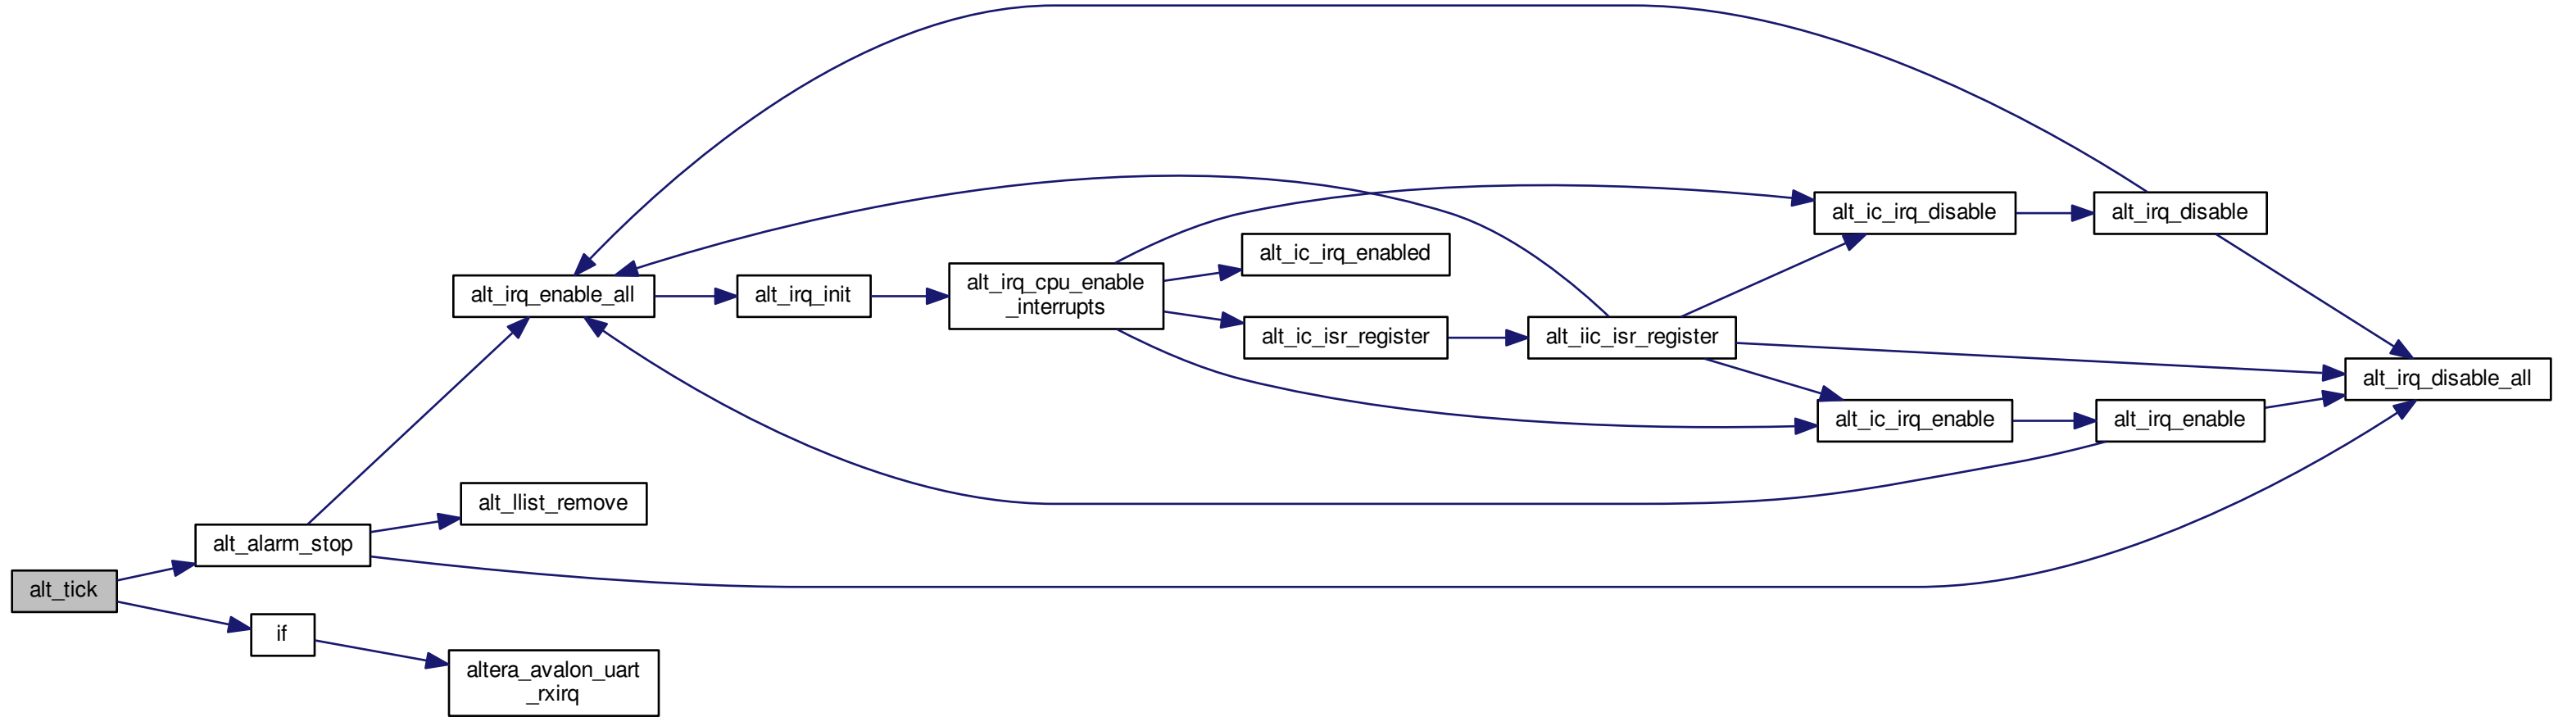 alt_tick
alt_alarm_stop
if
alt_irq_enable_all
alt_llist_remove
altera_avalon_uart
_rxirq
alt_irq_init
alt_irq_cpu_enable
_interrupts
alt_ic_irq_enabled
alt_ic_isr_register
alt_iic_isr_register
alt_ic_irq_disable
alt_ic_irq_enable
alt_irq_disable
alt_irq_enable
alt_irq_disable_all